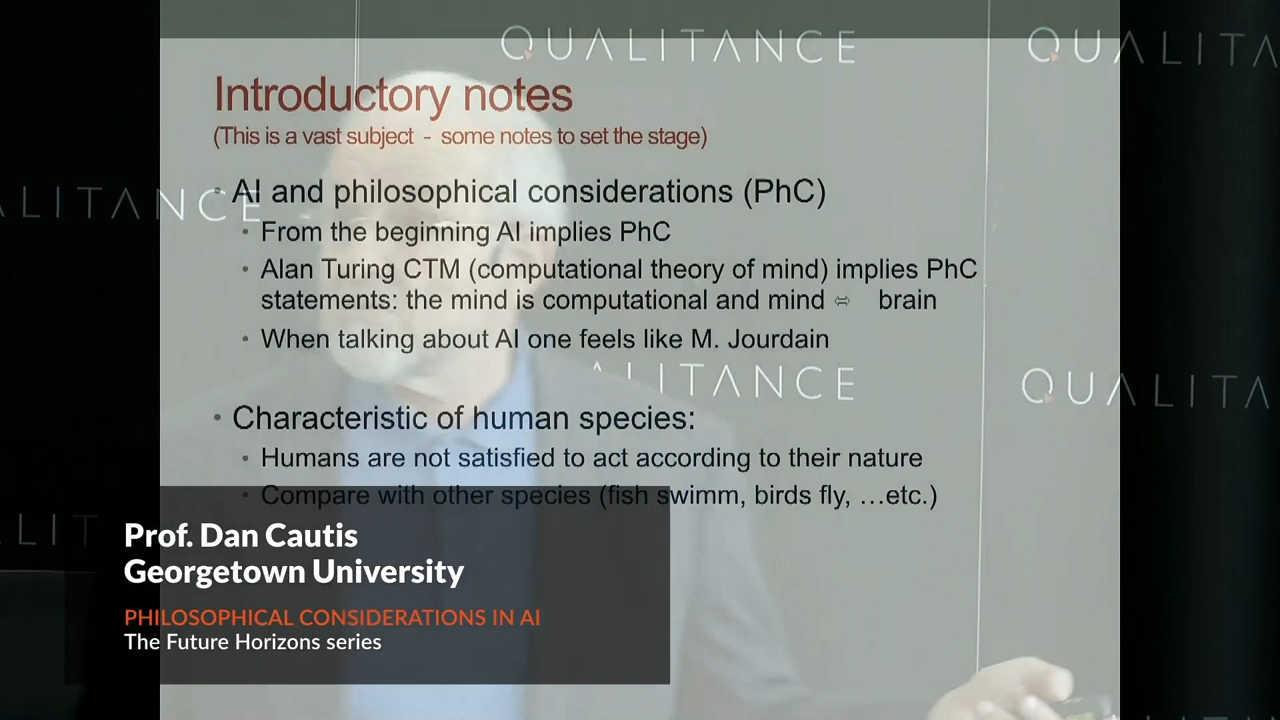 QUALITANCE
QUALITA
Introductory notes
(This is a vast subject - some notes to set the stage)
• AI and philosophical considerations (PhC)
ALITANCE
• From the beginning AI implies PhC
• Alan Turing CTM (computational theory of mind) implies PhC
statements: the mind is computational and mind ⇔ brain
• When talking about AI one feels like M. Jourdain
ALITANCE
QUALITA
• Characteristic of human species:
• Humans are not satisfied to act according to their nature
• Compare with other species (fish swimm, birds fly, …etc.)
ALIT
Prof. Dan Cautis
Georgetown University
PHILOSOPHICAL CONSIDERATIONS IN AI
The Future Horizons series